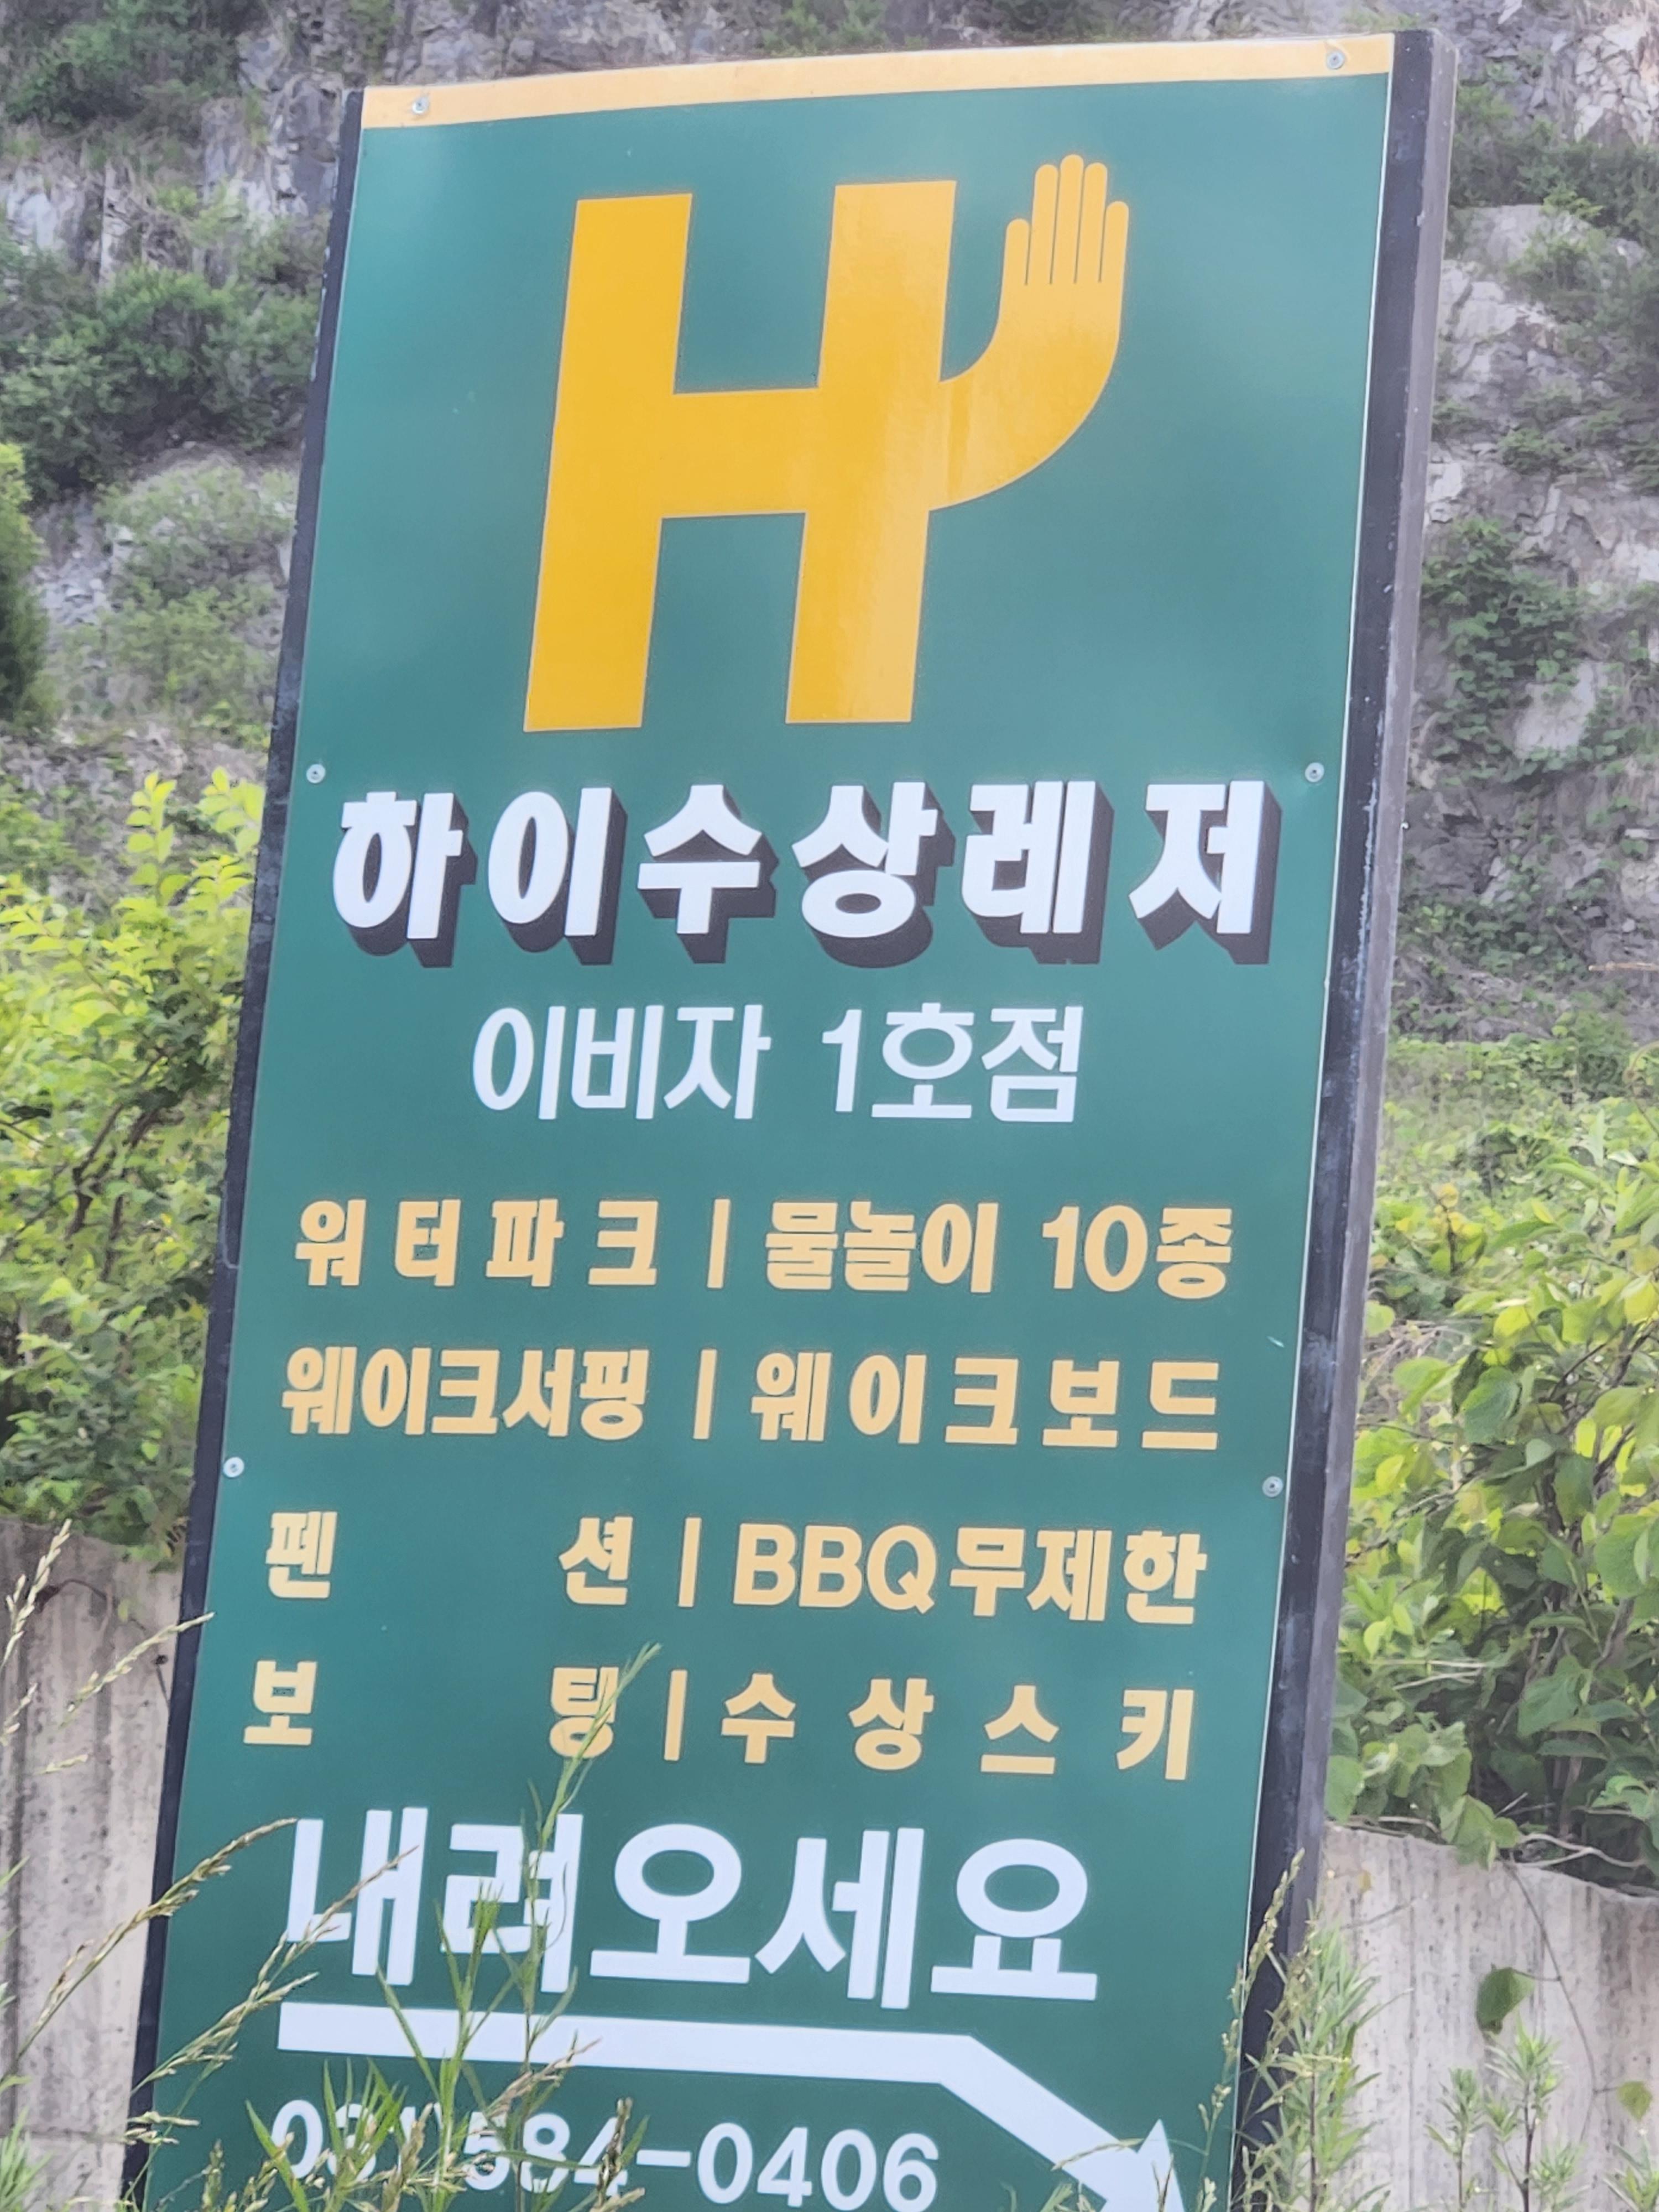 H
하이수상레저
이비자 1호점
워터파크 | 물놀이 10종
웨이크서핑 | 웨이크보드
펜션 | BBQ무제한
보팅 | 수상스키
내려오세요
031)584-0406